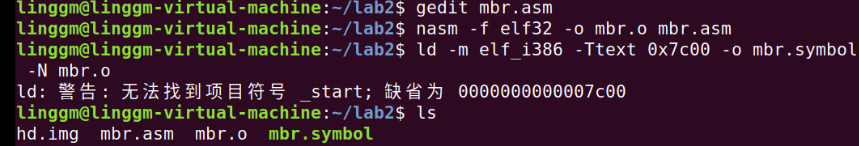 linggm@linggm-virtual-machine:~/lab2$ gedit mbr.asm
linggm@linggm-virtual-machine:~/lab2$ nasm -f elf32 -o mbr.o mbr.asm
linggm@linggm-virtual-machine:~/lab2$ ld -m elf_i386 -Ttext 0x7c00 -o mbr.symbol
-N mbr.o
ld: 警告: 无法找到项目符号 _start; 缺省为 0000000000007c00
linggm@linggm-virtual-machine:~/lab2$ ls
hd.img mbr.asm mbr.o mbr.symbol